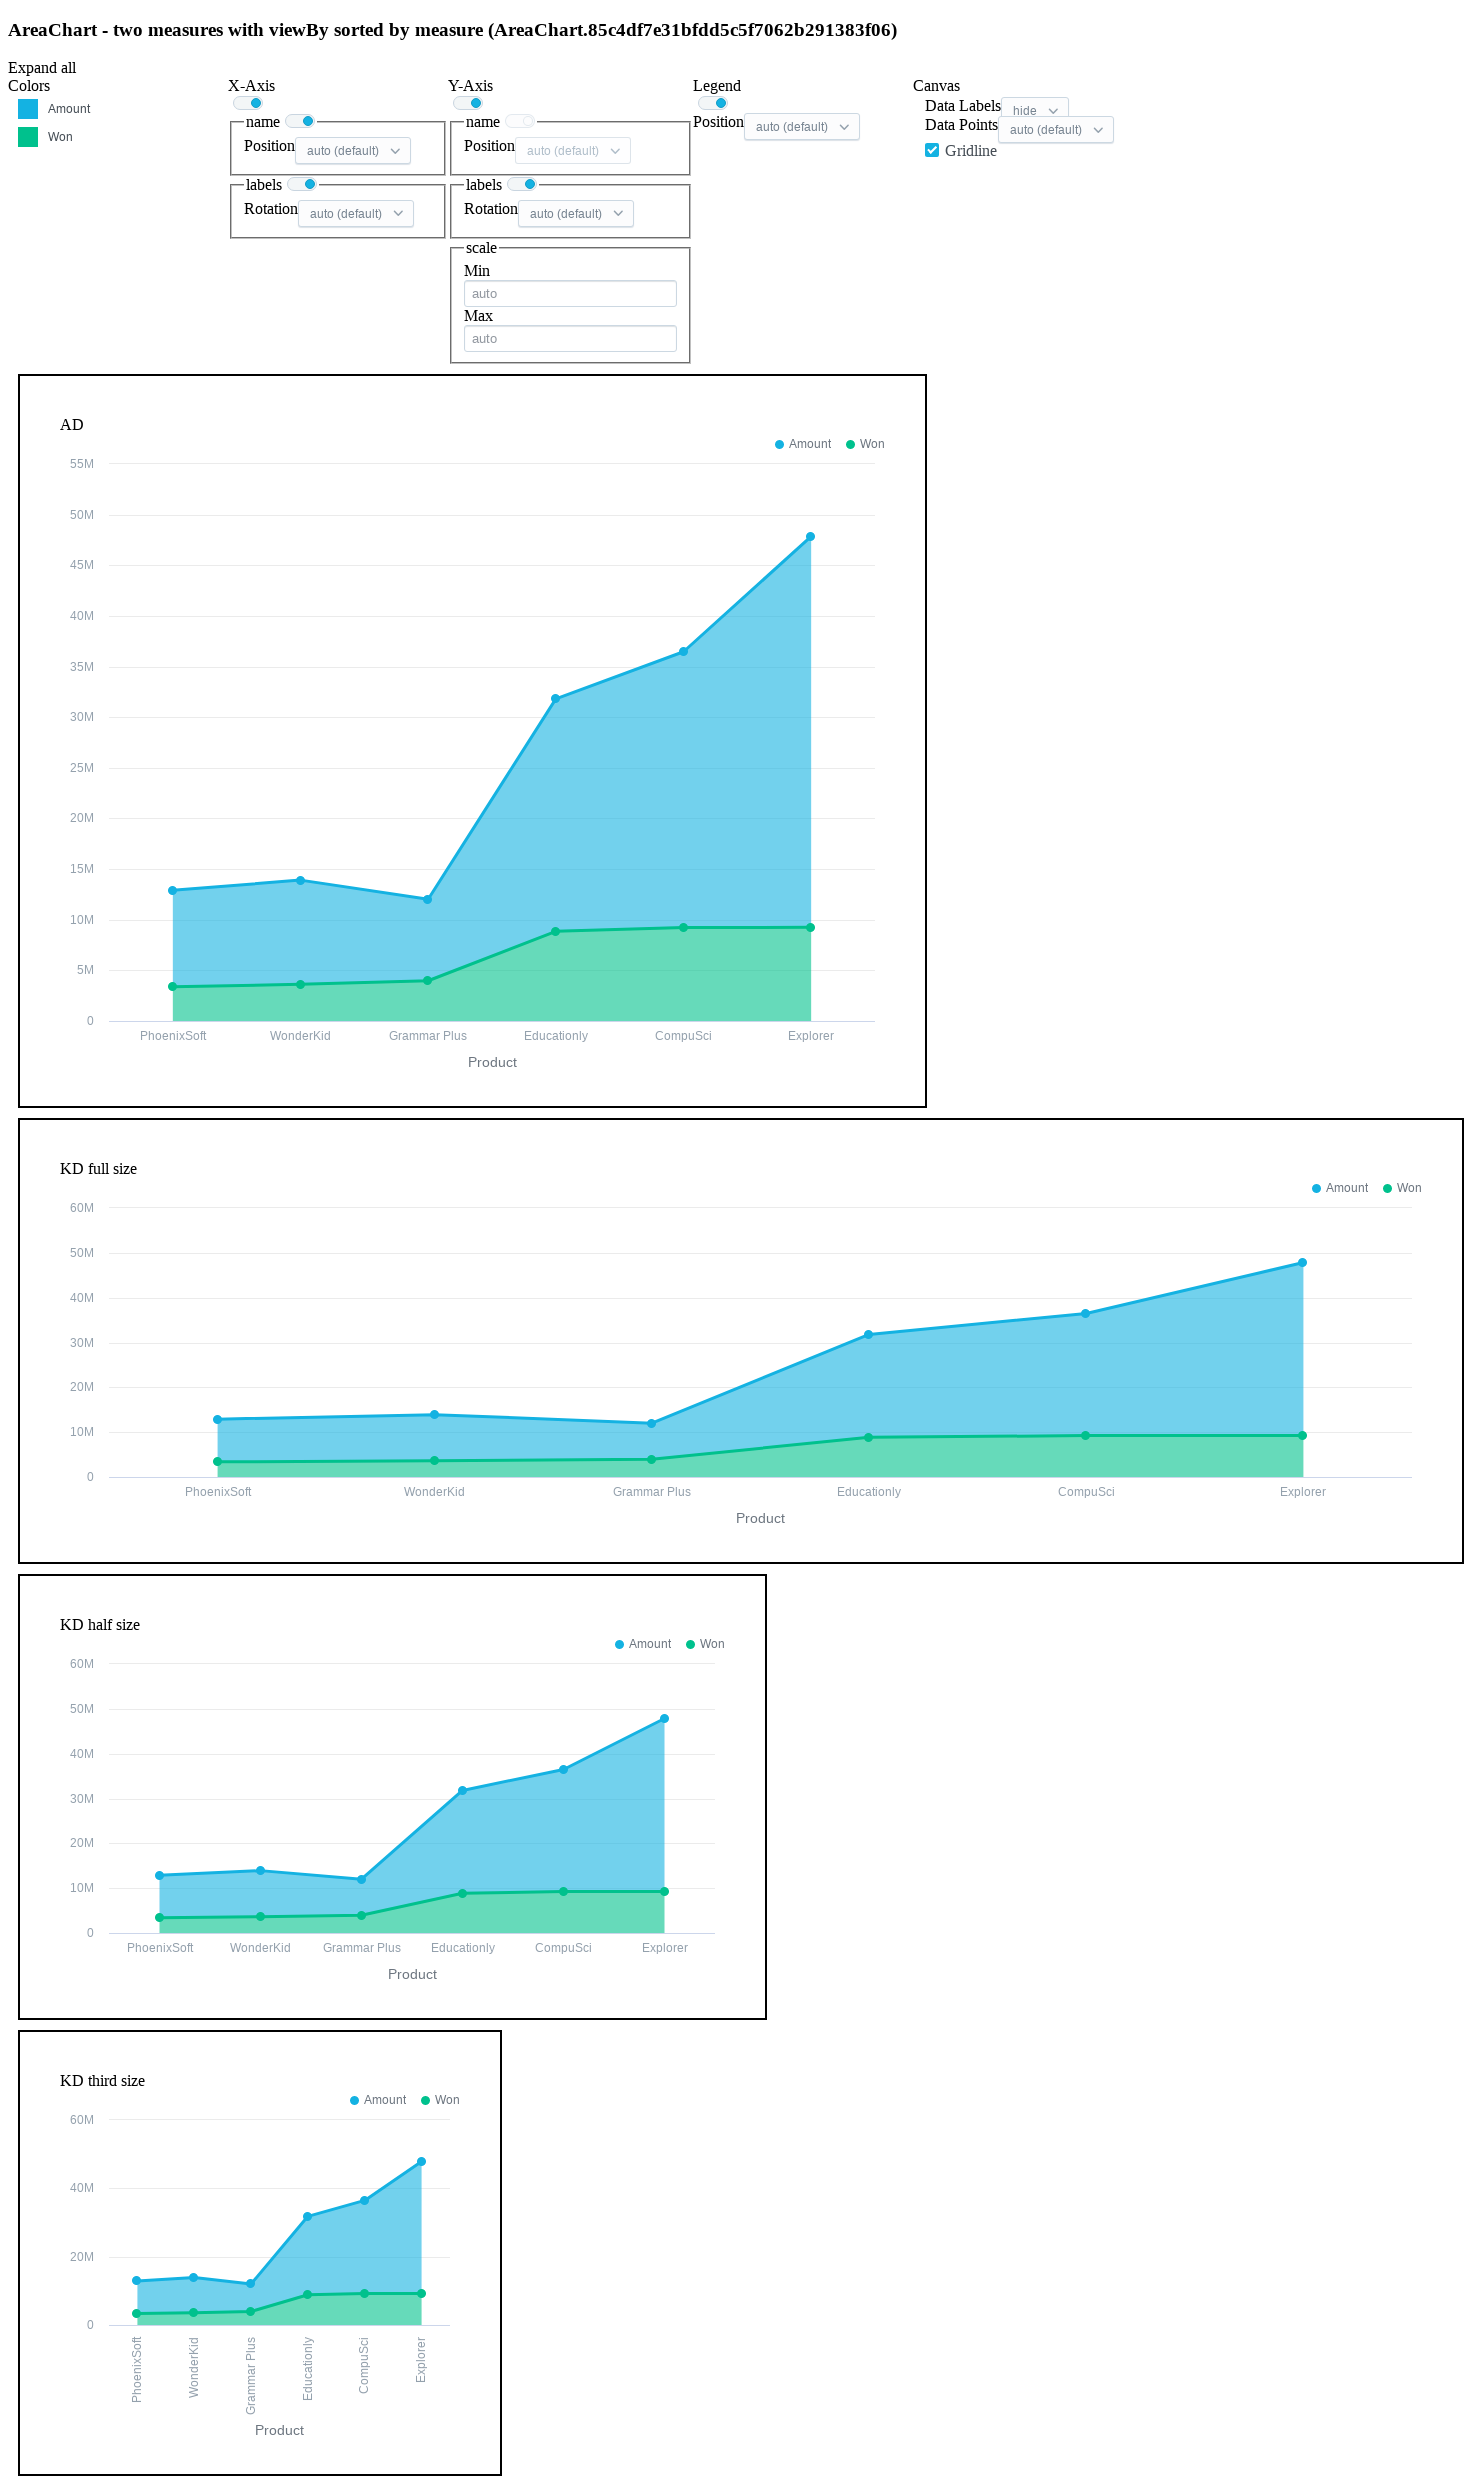 AreaChart - two measures with viewBy sorted by measure (AreaChart.85c4df7e31bfdd5c5f7062b291383f06)
Expand all
Colors
Amount
Won
X-Axis
name
Position auto (default)
labels
Rotation auto (default)
Y-Axis
name
Position auto (default)
labels
Rotation auto (default)
scale
Min
auto
Max
auto
Legend
Position auto (default)
Canvas
Data Labels hide
Data Points auto (default)
Gridline
AD
Amount Won
55M
50M
45M
40M
35M
30M
25M
20M
15M
10M
5M
0
PhoenixSoft WonderKid Grammar Plus Educationly CompuSci Explorer
Product
KD full size
Amount Won
60M
50M
40M
30M
20M
10M
0
PhoenixSoft WonderKid Grammar Plus Educationly CompuSci Explorer
Product
KD half size
Amount Won
60M
50M
40M
30M
20M
10M
0
PhoenixSoft WonderKid Grammar Plus Educationly CompuSci Explorer
Product
KD third size
Amount Won
60M
40M
20M
0
PhoenixSoft
WonderKid
Grammar Plus
Educationly
CompuSci
Explorer
Product